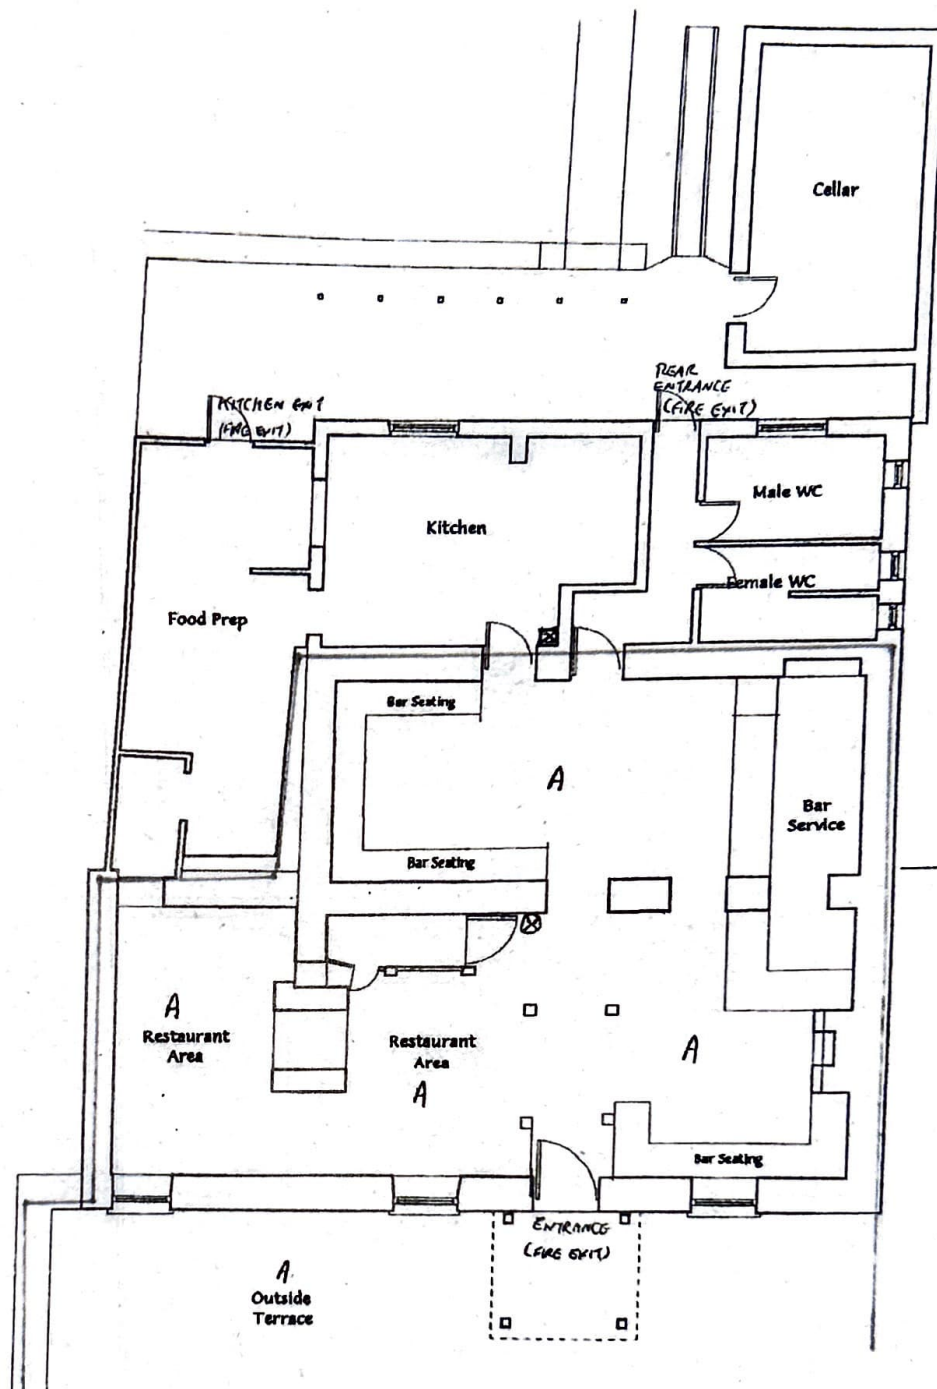 Cellar
REAR
ENTRANCE
(FIRE EXIT)
KITCHEN EXIT
(FIRE EXIT)
Male WC
Kitchen
Female WC
Food Prep
Bar Seating
A
Bar
Service
Bar Seating
A
Restaurant
Area
Restaurant
Area
A
A
Bar Seating
ENTRANCE
(FIRE EXIT)
A
Outside
Terrace